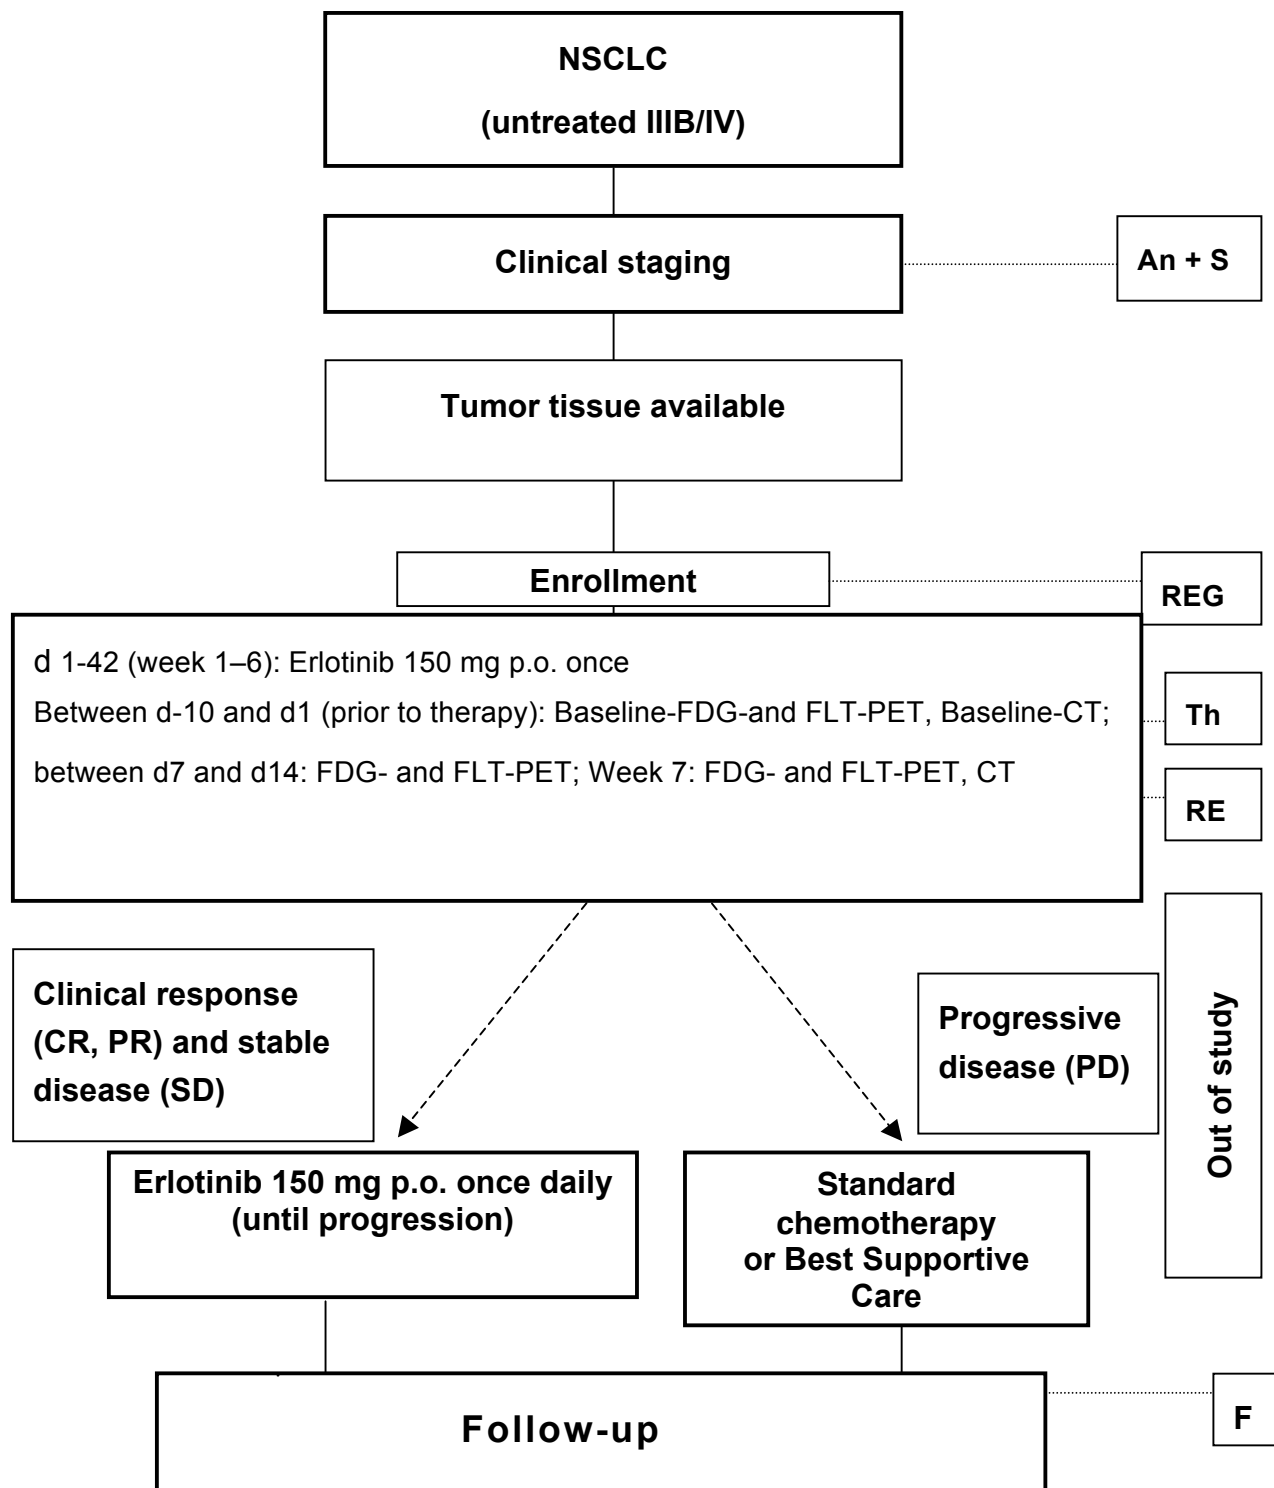 NSCLC
(untreated IIIB/IV)
Clinical staging
An + S
Tumor tissue available
Enrollment
REG
d 1-42 (week 1–6): Erlotinib 150 mg p.o. once
Between d-10 and d1 (prior to therapy): Baseline-FDG-and FLT-PET, Baseline-CT;
between d7 and d14: FDG- and FLT-PET; Week 7: FDG- and FLT-PET, CT
Th
RE
Clinical response
(CR, PR) and stable
disease (SD)
Progressive
disease (PD)
Out of study
Erlotinib 150 mg p.o. once daily
(until progression)
Standard
chemotherapy
or Best Supportive
Care
Follow-up
F